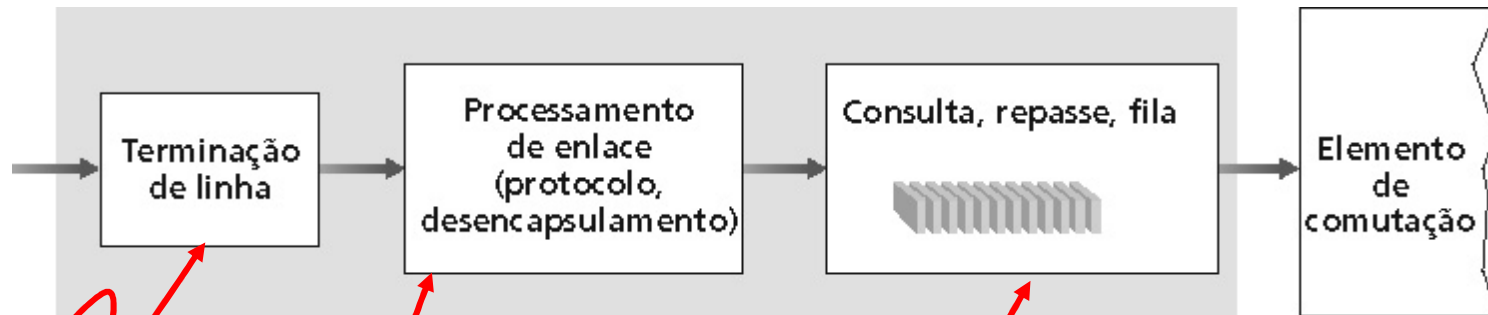 Terminação
de linha
Processamento
de enlace
(protocolo,
desencapsulamento)
Consulta, repasse, fila
Elemento
de
comutação